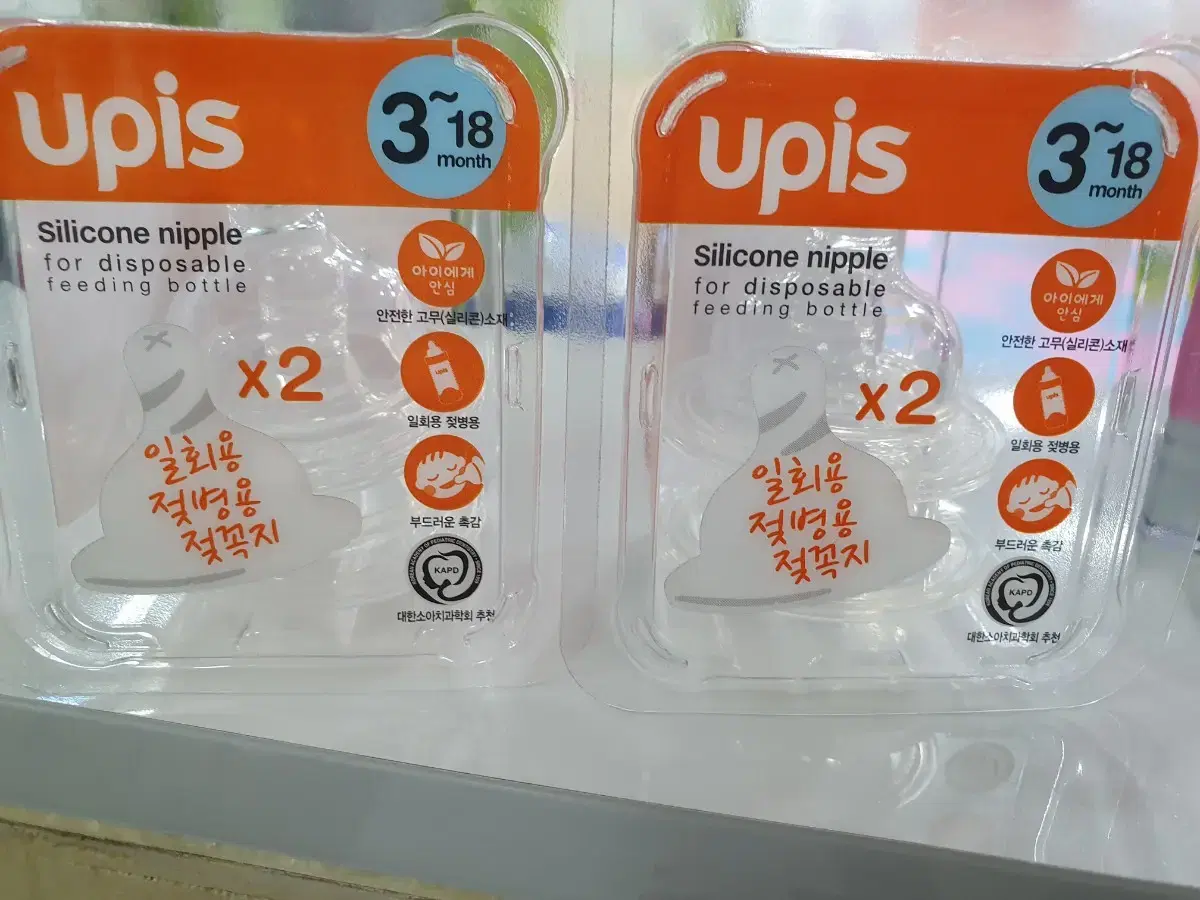 upis
3~18
month
Silicone nipple
for disposable
feeding bottle
아이에게
안심
안전한 고무(실리콘)소재
x2
일회용 젖병용
일회용
젖병용
젖꼭지
부드러운 촉감
KAPD
대한소아치과학회 추천
upis
3~18
month
Silicone nipple
for disposable
feeding bottle
아이에게
안심
안전한 고무(실리콘)소재
x2
일회용 젖병용
일회용
젖병용
젖꼭지
부드러운 촉감
KAPD
대한소아치과학회 추천